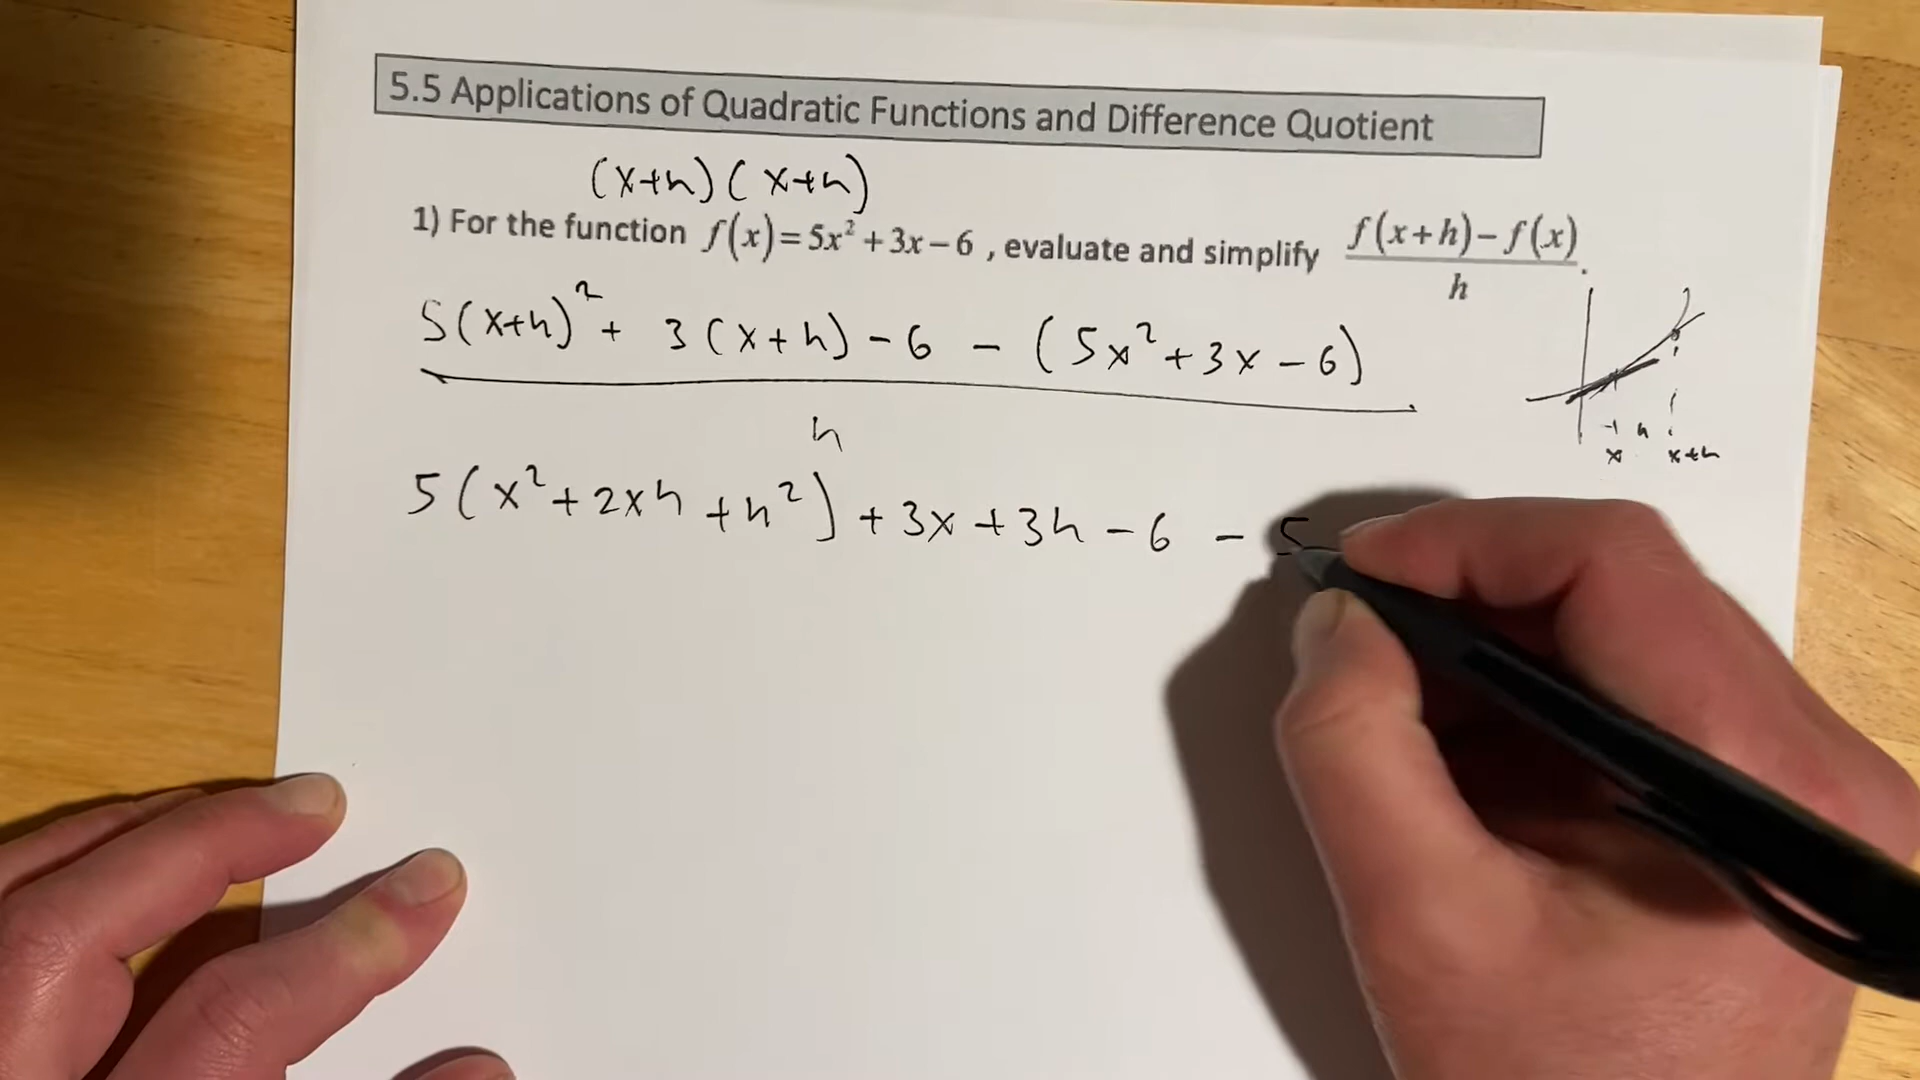 5.5 Applications of Quadratic Functions and Difference Quotient
(x+h)(x+h)
1) For the function f(x)=5x²+3x−6 , evaluate and simplify f(x+h)−f(x) / h .
5(x+h)² + 3(x+h) − 6 − (5x²+3x−6)
h
h
x x+h
5(x²+2xh+h²) + 3x + 3h − 6 − 5